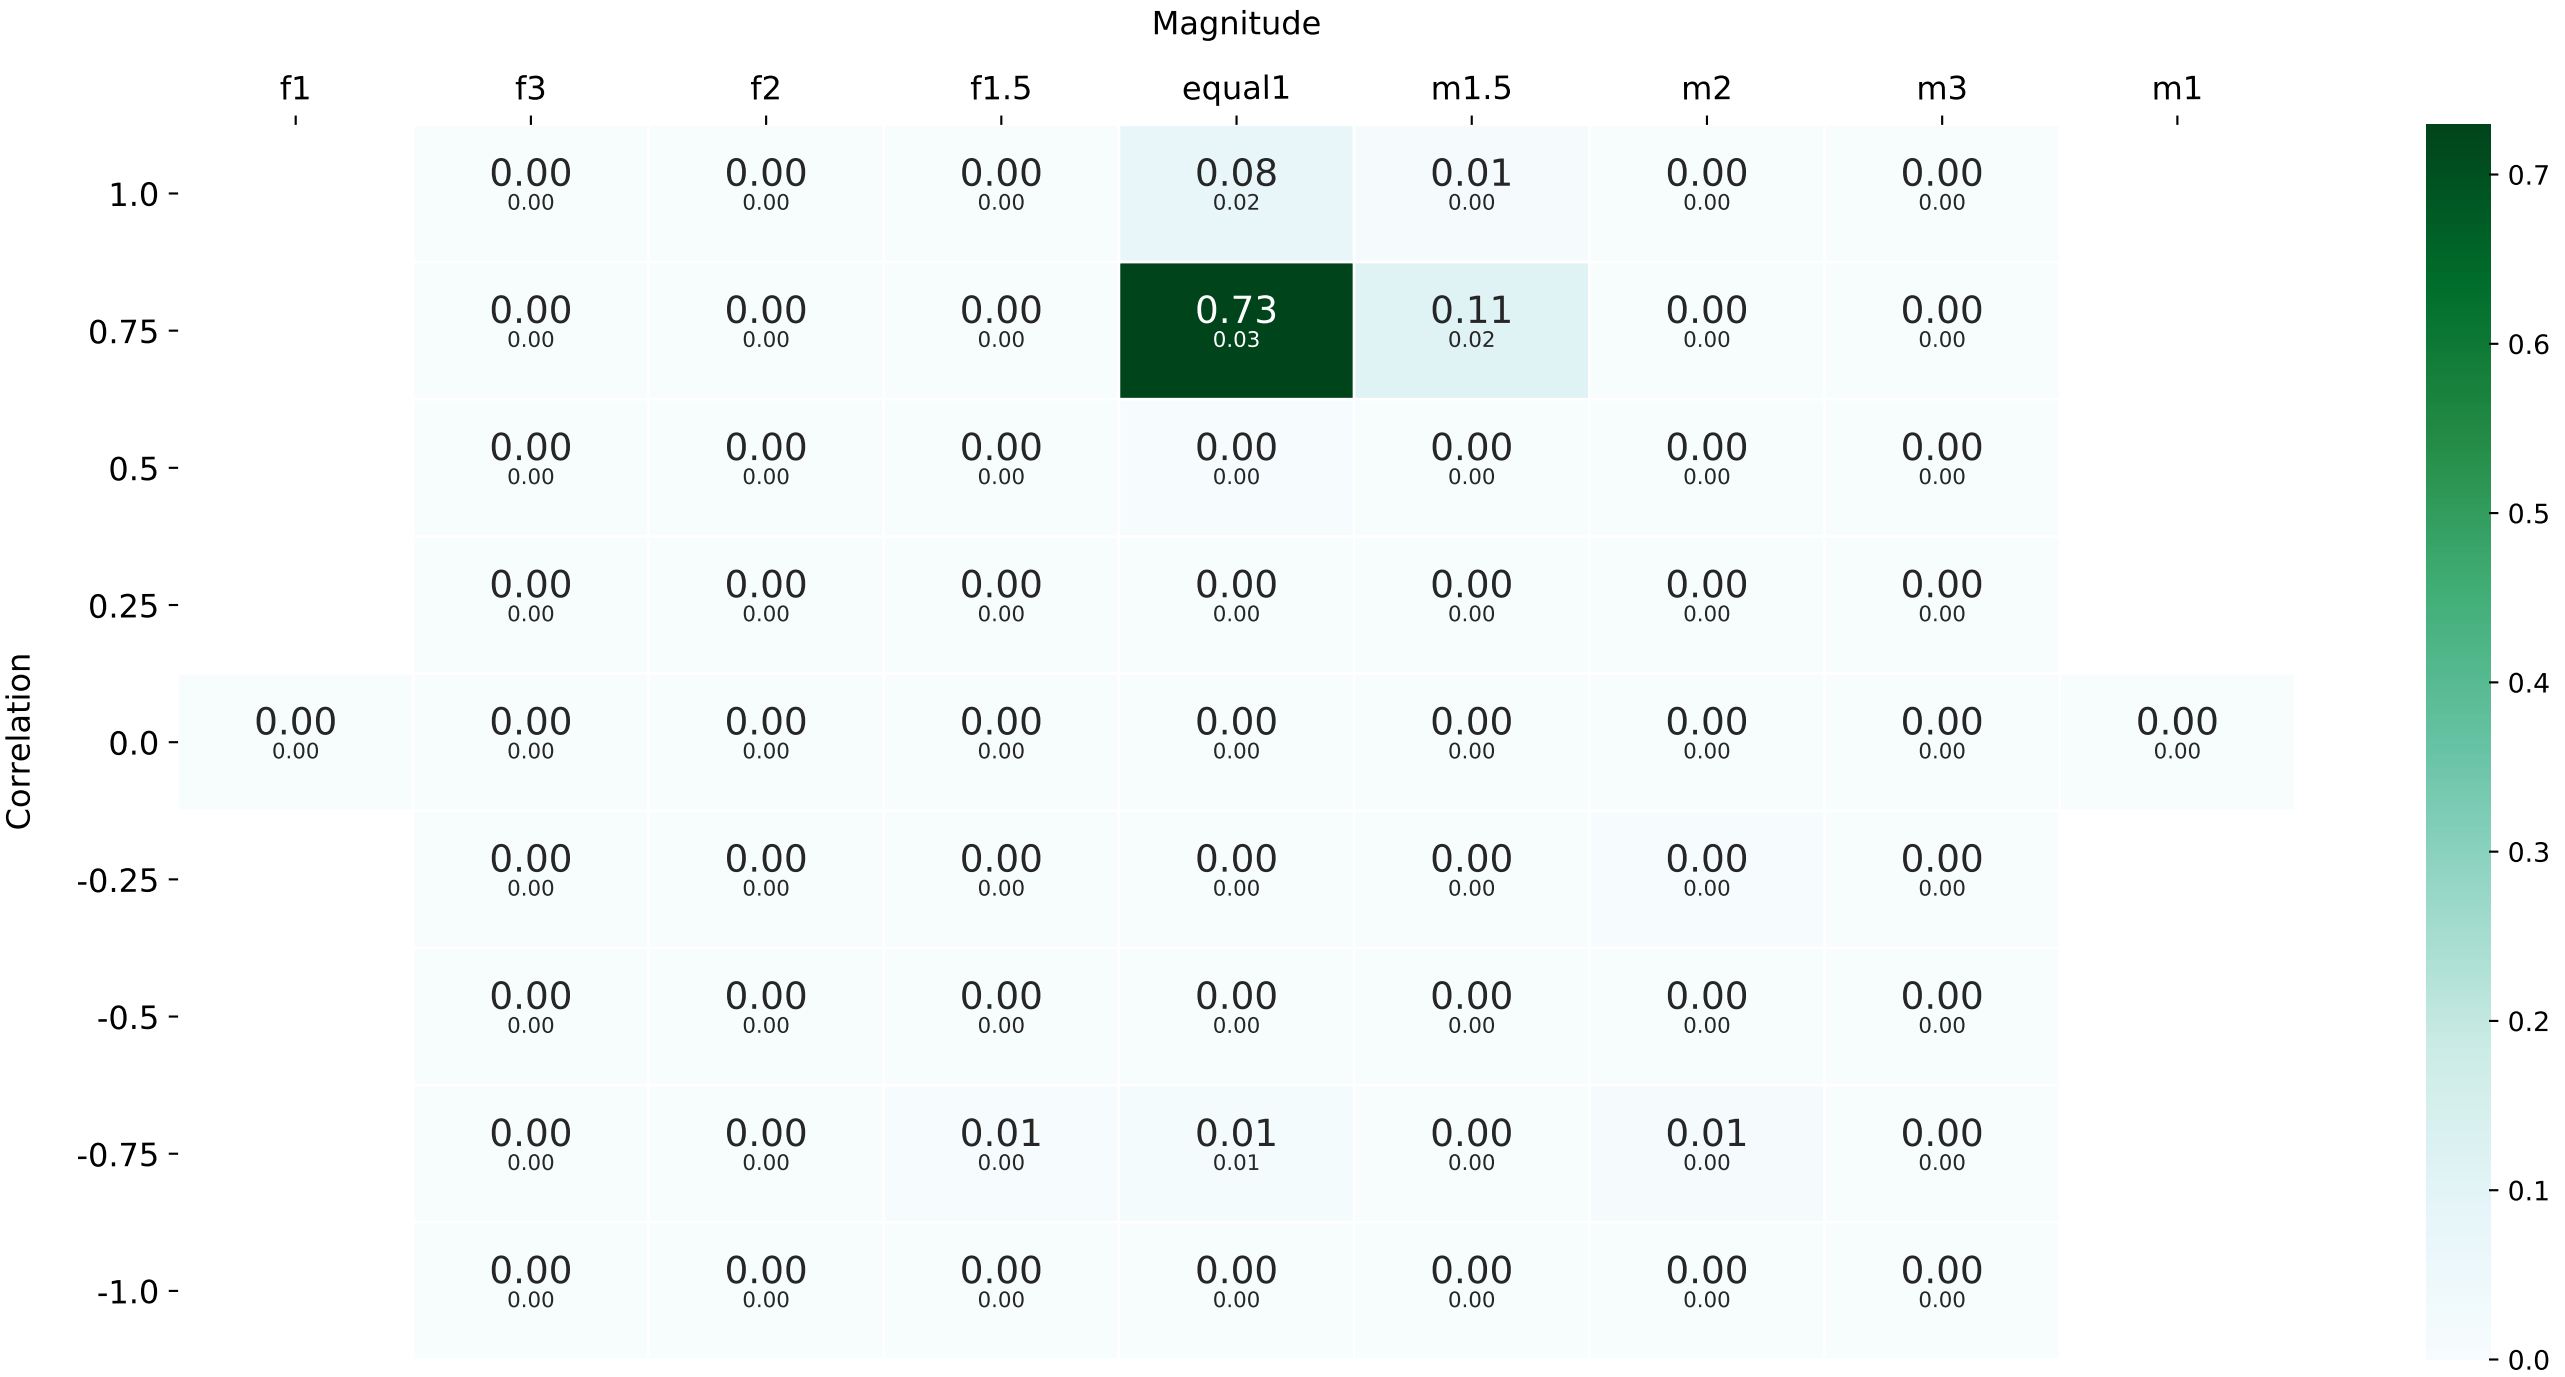 Magnitude
f1 f3 f2 f1.5 equal1 m1.5 m2 m3 m1
1.0 0.00 0.00 0.00 0.08 0.01 0.00 0.00
0.00 0.00 0.00 0.02 0.00 0.00 0.00
0.75 0.00 0.00 0.00 0.73 0.11 0.00 0.00
0.00 0.00 0.00 0.03 0.02 0.00 0.00
0.5 0.00 0.00 0.00 0.00 0.00 0.00 0.00
0.00 0.00 0.00 0.00 0.00 0.00 0.00
0.25 0.00 0.00 0.00 0.00 0.00 0.00 0.00
0.00 0.00 0.00 0.00 0.00 0.00 0.00
0.0 0.00 0.00 0.00 0.00 0.00 0.00 0.00 0.00 0.00
0.00 0.00 0.00 0.00 0.00 0.00 0.00 0.00 0.00
-0.25 0.00 0.00 0.00 0.00 0.00 0.00 0.00
0.00 0.00 0.00 0.00 0.00 0.00 0.00
-0.5 0.00 0.00 0.00 0.00 0.00 0.00 0.00
0.00 0.00 0.00 0.00 0.00 0.00 0.00
-0.75 0.00 0.00 0.01 0.01 0.00 0.01 0.00
0.00 0.00 0.00 0.01 0.00 0.00 0.00
-1.0 0.00 0.00 0.00 0.00 0.00 0.00 0.00
0.00 0.00 0.00 0.00 0.00 0.00 0.00
Correlation
0.7
0.6
0.5
0.4
0.3
0.2
0.1
0.0